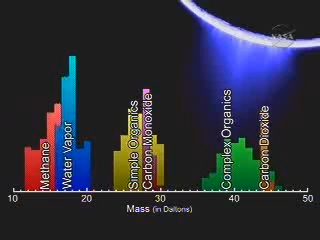 NASA
Methane
Water Vapor
Simple Organics
Carbon Monoxide
Complex Organics
Carbon Dioxide
10 20 30 40 50
Mass (in Daltons)